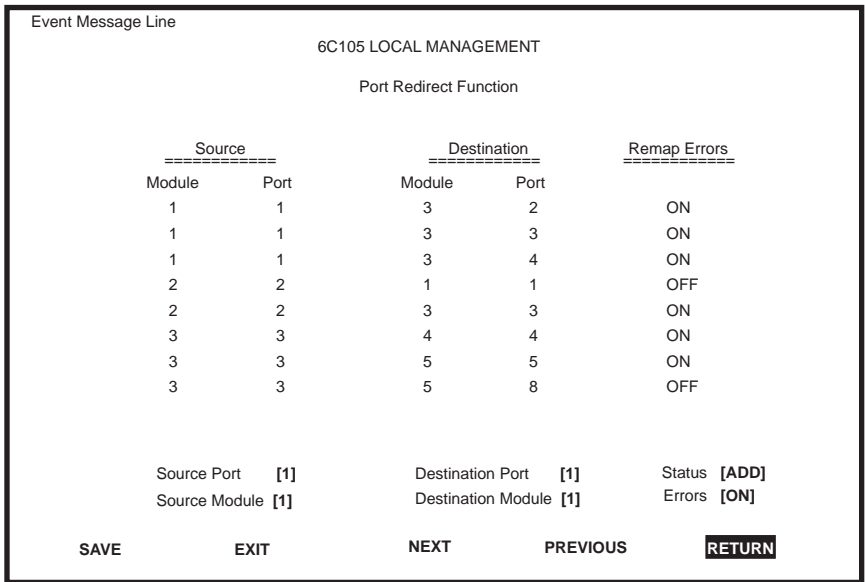 Event Message Line
6C105 LOCAL MANAGEMENT
Port Redirect Function
Source Destination Remap Errors
============ ============ ============
Module Port Module Port
1 1 3 2 ON
1 1 3 3 ON
1 1 3 4 ON
2 2 1 1 OFF
2 2 3 3 ON
3 3 4 4 ON
3 3 5 5 ON
3 3 5 8 OFF
Source Port [1] Destination Port [1] Status [ADD]
Source Module [1] Destination Module [1] Errors [ON]
SAVE EXIT NEXT PREVIOUS RETURN